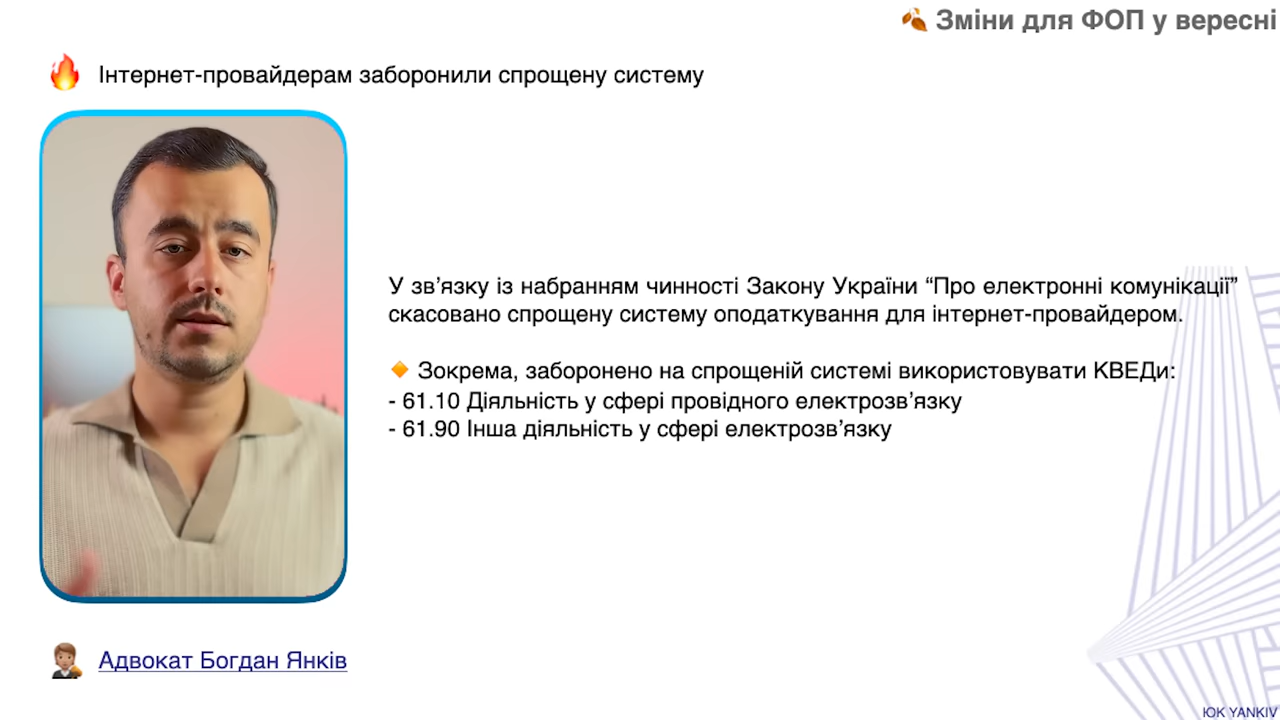 Зміни для ФОП у вересні
Інтернет-провайдерам заборонили спрощену систему
У зв’язку із набранням чинності Закону України “Про електронні комунікації”
скасовано спрощену систему оподаткування для інтернет-провайдером.
Зокрема, заборонено на спрощеній системі використовувати КВЕДи:
- 61.10 Діяльність у сфері провідного електрозв’язку
- 61.90 Інша діяльність у сфері електрозв’язку
Адвокат Богдан Янків
ЮК YANKIV